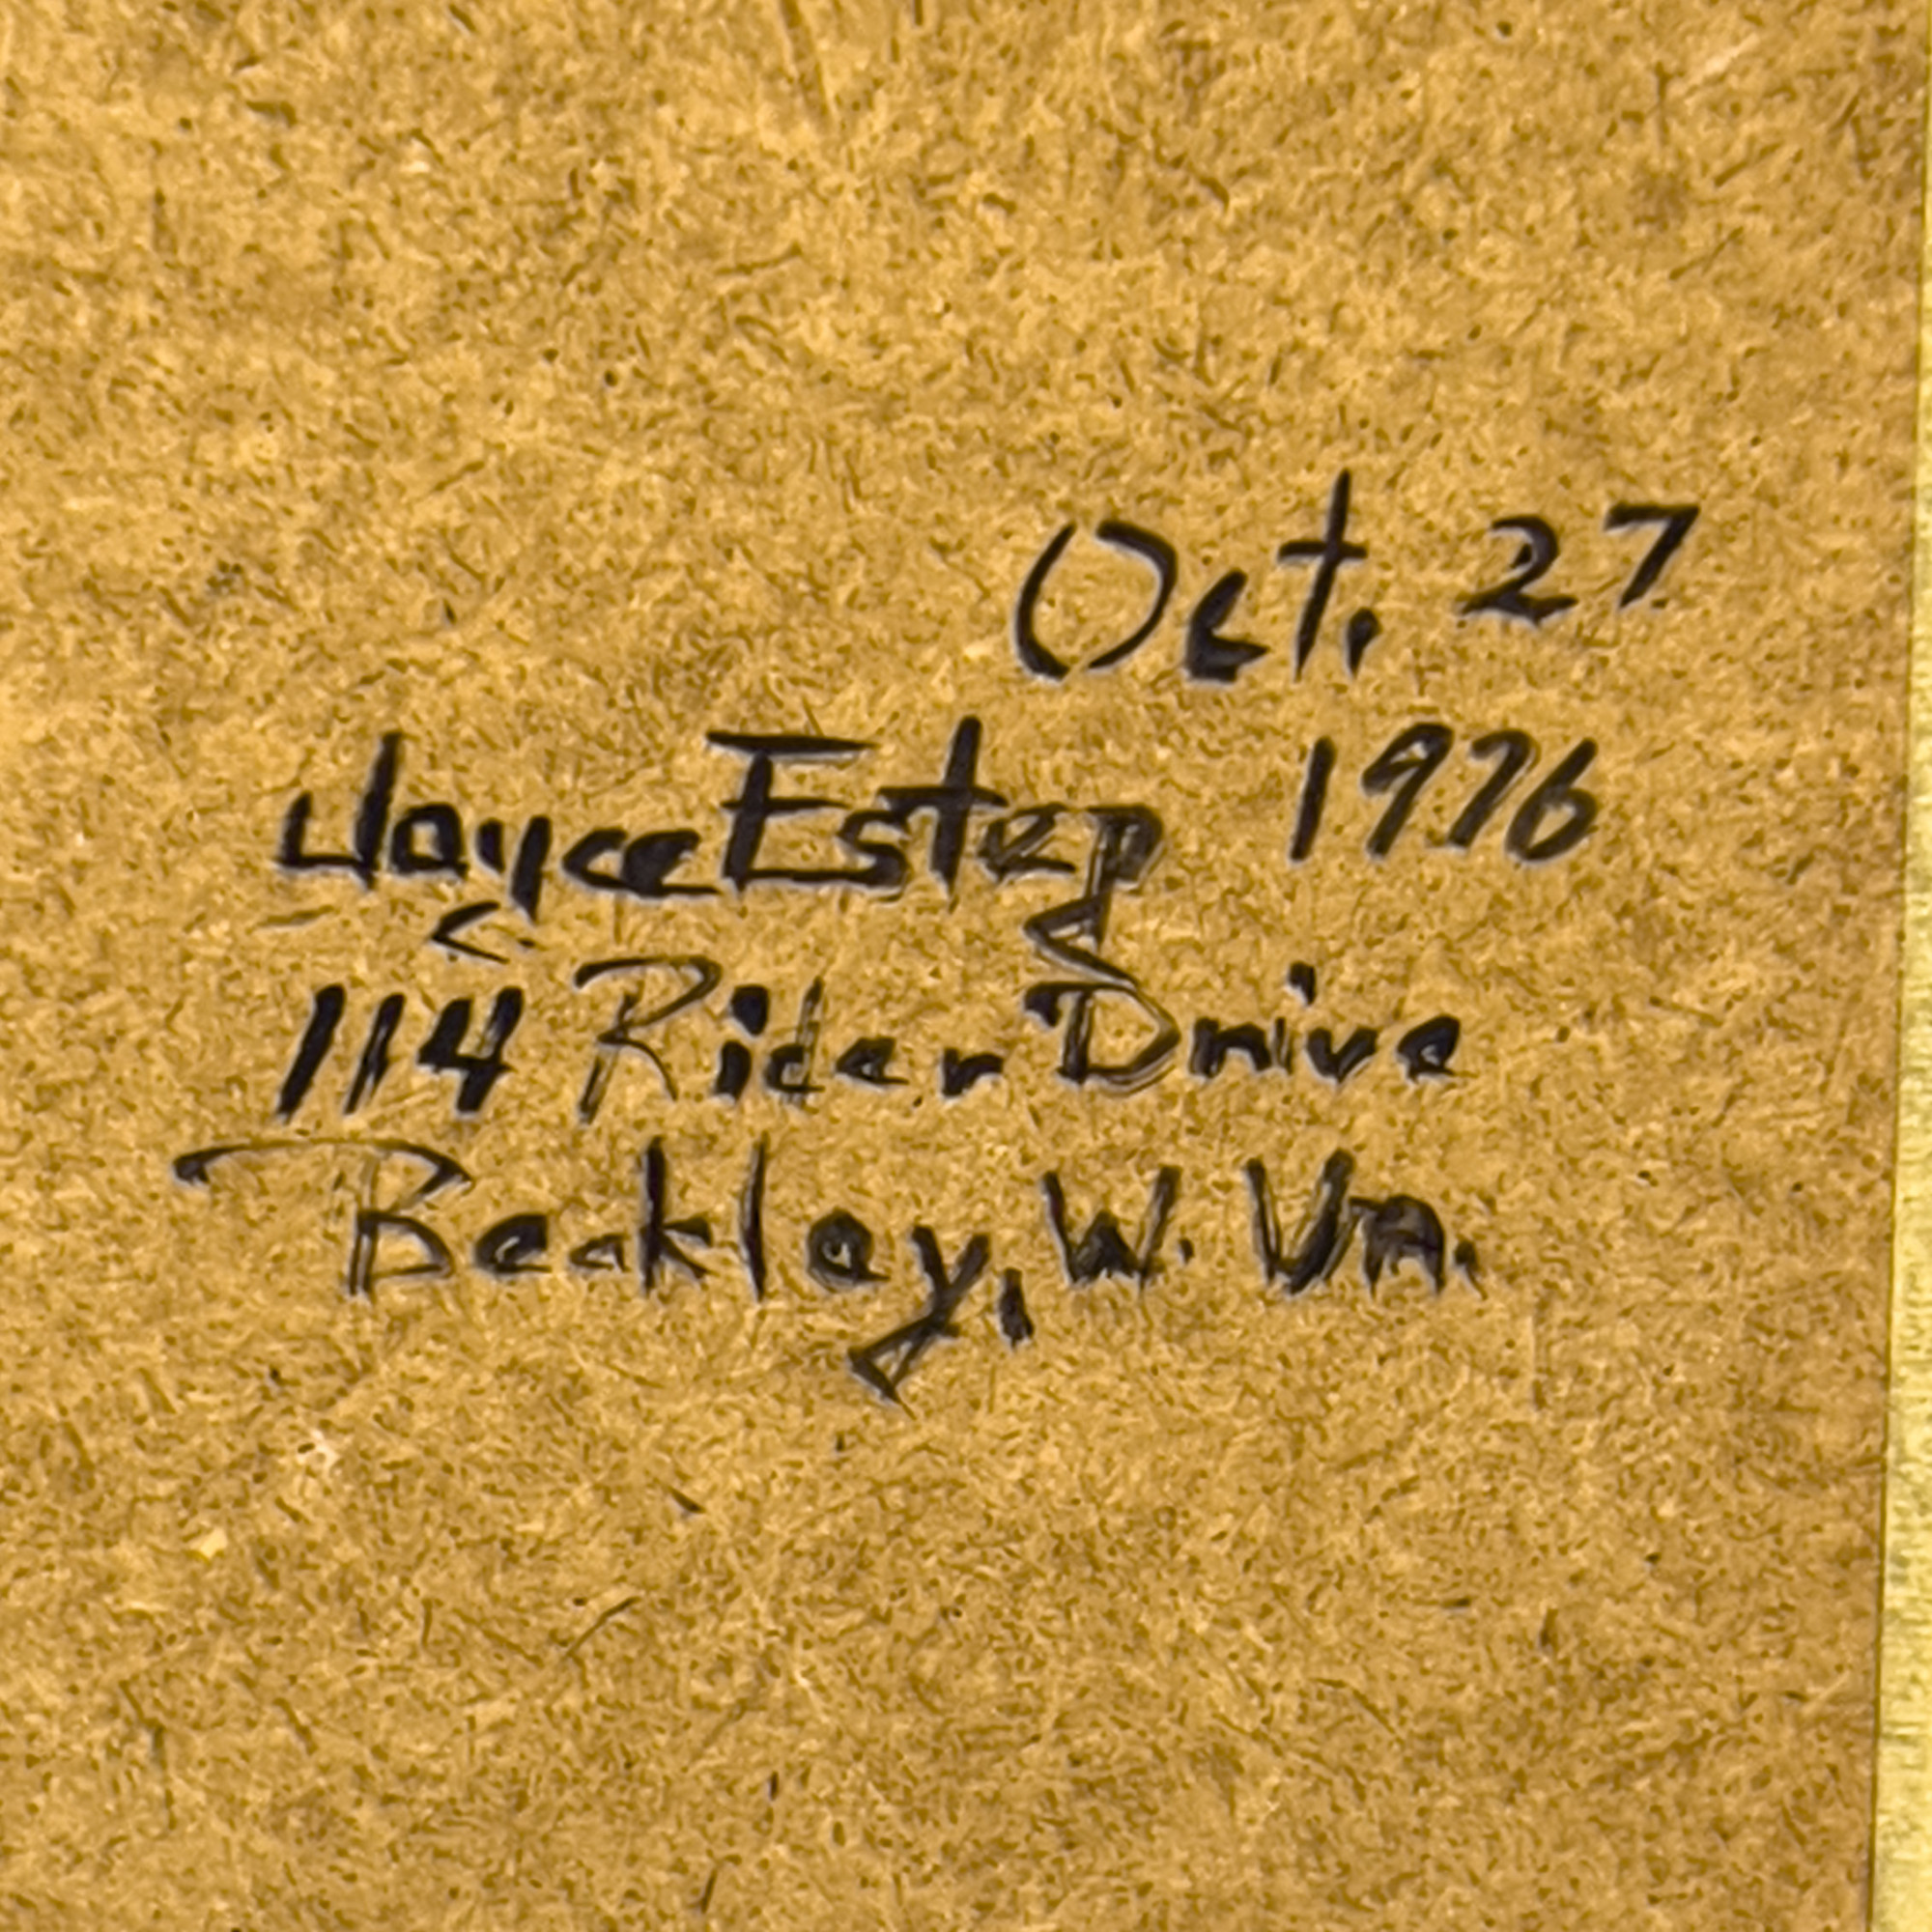 Oct. 27
1976
Joyce Estep
114 Rider Drive
Beckley, W. Va.